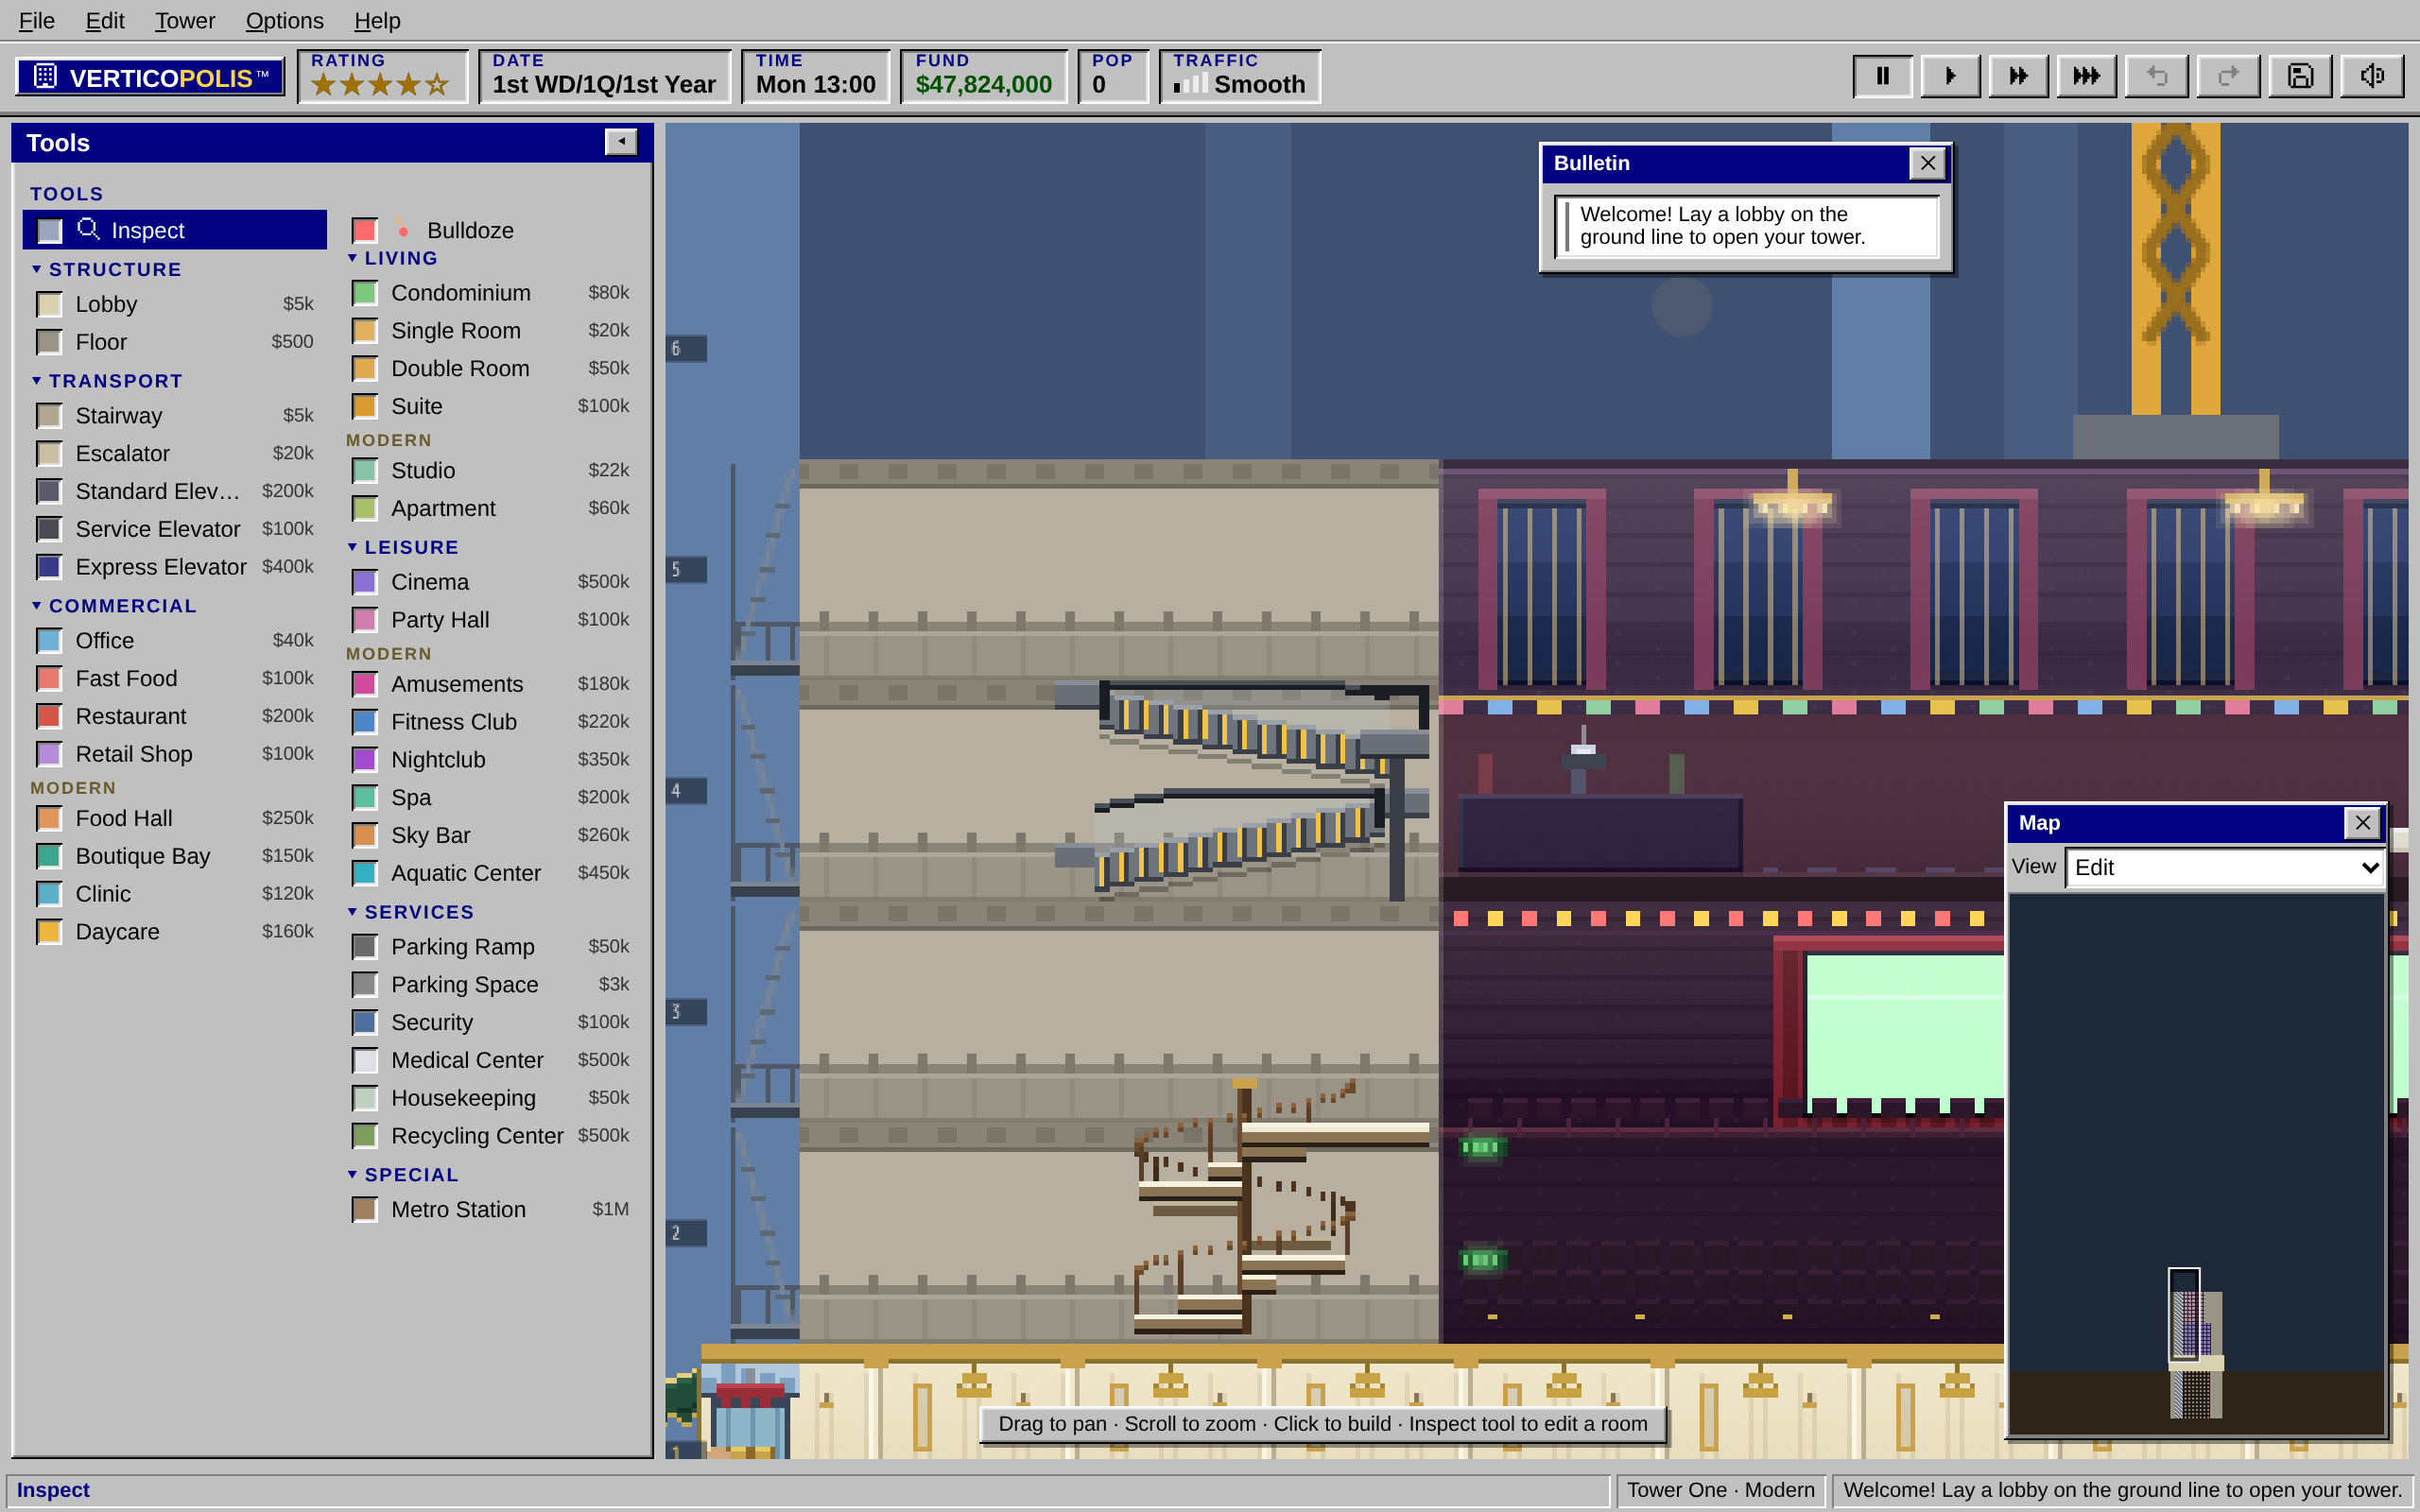 File Edit Tower Options Help
VERTICOPOLIS™
RATING
DATE
1st WD/1Q/1st Year
TIME
Mon 13:00
FUND
$47,824,000
POP
0
TRAFFIC
Smooth
Tools
TOOLS
Inspect
STRUCTURE
Lobby $5k
Floor $500
TRANSPORT
Stairway $5k
Escalator $20k
Standard Elev… $200k
Service Elevator $100k
Express Elevator $400k
COMMERCIAL
Office $40k
Fast Food $100k
Restaurant $200k
Retail Shop $100k
MODERN
Food Hall $250k
Boutique Bay $150k
Clinic $120k
Daycare $160k
Bulldoze
LIVING
Condominium $80k
Single Room $20k
Double Room $50k
Suite $100k
MODERN
Studio $22k
Apartment $60k
LEISURE
Cinema $500k
Party Hall $100k
MODERN
Amusements $180k
Fitness Club $220k
Nightclub $350k
Spa $200k
Sky Bar $260k
Aquatic Center $450k
SERVICES
Parking Ramp $50k
Parking Space $3k
Security $100k
Medical Center $500k
Housekeeping $50k
Recycling Center $500k
SPECIAL
Metro Station $1M
6
5
4
3
2
1
Bulletin
Welcome! Lay a lobby on the
ground line to open your tower.
Map
View Edit
Drag to pan · Scroll to zoom · Click to build · Inspect tool to edit a room
Inspect
Tower One · Modern
Welcome! Lay a lobby on the ground line to open your tower.